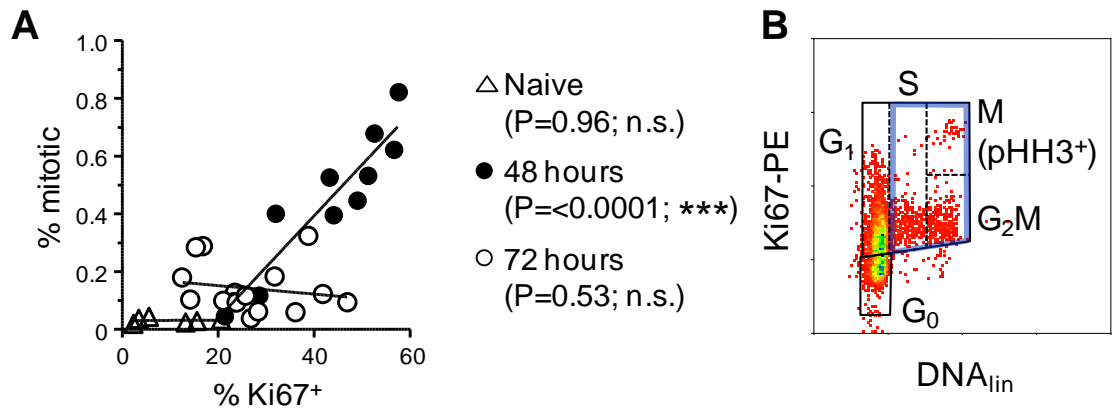 A
1.0
0.8
0.6
0.4
0.2
0
0
20
40
60
% mitotic
% Ki67⁺
Naive
(P=0.96; n.s.)
48 hours
(P=<0.0001; ***)
72 hours
(P=0.53; n.s.)
B
S
M
(pHH3⁺)
G₁
G₂M
G₀
Ki67-PE
DNAlin